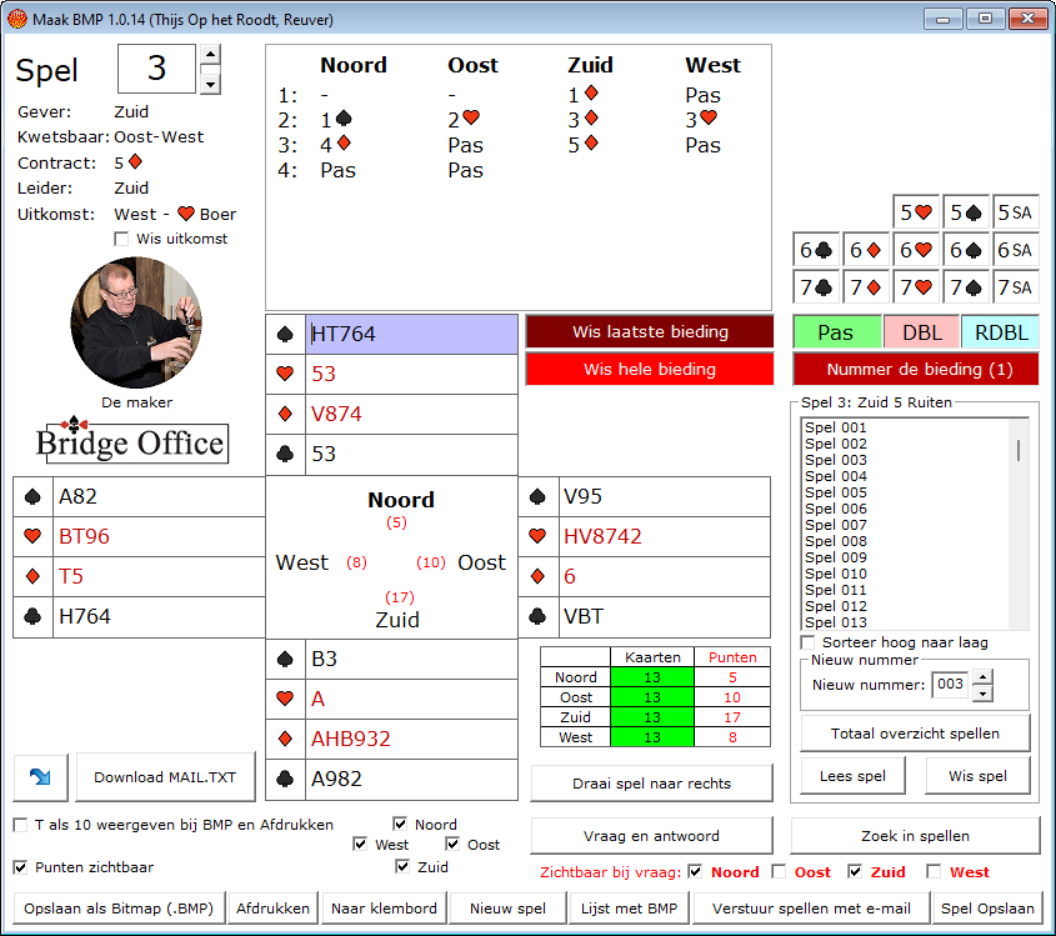 Maak BMP 1.0.14 (Thijs Op het Roodt, Reuver)
Spel 3
Gever: Zuid
Kwetsbaar: Oost-West
Contract: 5 ♦
Leider: Zuid
Uitkomst: West - ♥ Boer
Wis uitkomst
De maker
Bridge Office
Noord Oost Zuid West
1: - - 1♦ Pas
2: 1♠ 2♥ 3♦ 3♥
3: 4♦ Pas 5♦ Pas
4: Pas Pas
5♥ 5♠ 5SA
6♣ 6♦ 6♥ 6♠ 6SA
7♣ 7♦ 7♥ 7♠ 7SA
Wis laatste bieding
Wis hele bieding
Pas DBL RDBL
Nummer de bieding (1)
♠ HT764
♥ 53
♦ V874
♣ 53
♠ A82
♥ BT96
♦ T5
♣ H764
Noord
(5)
West (8) (10) Oost
(17)
Zuid
♠ V95
♥ HV8742
♦ 6
♣ VBT
♠ B3
♥ A
♦ AHB932
♣ A982
Kaarten Punten
Noord 13 5
Oost 13 10
Zuid 13 17
West 13 8
Spel 3: Zuid 5 Ruiten
Spel 001
Spel 002
Spel 003
Spel 004
Spel 005
Spel 006
Spel 007
Spel 008
Spel 009
Spel 010
Spel 011
Spel 012
Spel 013
Sorteer hoog naar laag
Nieuw nummer
Nieuw nummer: 003
Totaal overzicht spellen
Lees spel Wis spel
Download MAIL.TXT
Draai spel naar rechts
T als 10 weergeven bij BMP en Afdrukken
Noord
West Oost
Zuid
Punten zichtbaar
Vraag en antwoord
Zoek in spellen
Zichtbaar bij vraag: Noord Oost Zuid West
Opslaan als Bitmap (.BMP) Afdrukken Naar klembord Nieuw spel Lijst met BMP Verstuur spellen met e-mail Spel Opslaan